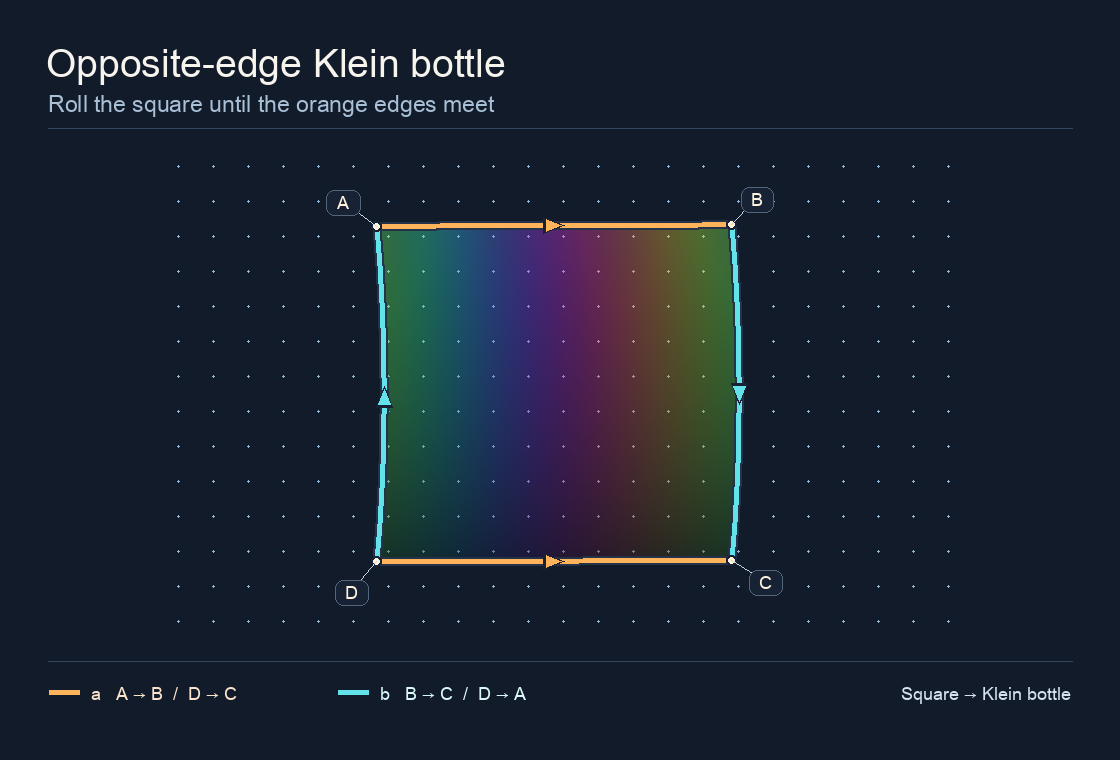 Opposite-edge Klein bottle
Roll the square until the orange edges meet
A
B
D
C
a A→B / D→C
b B→C / D→A
Square→Klein bottle